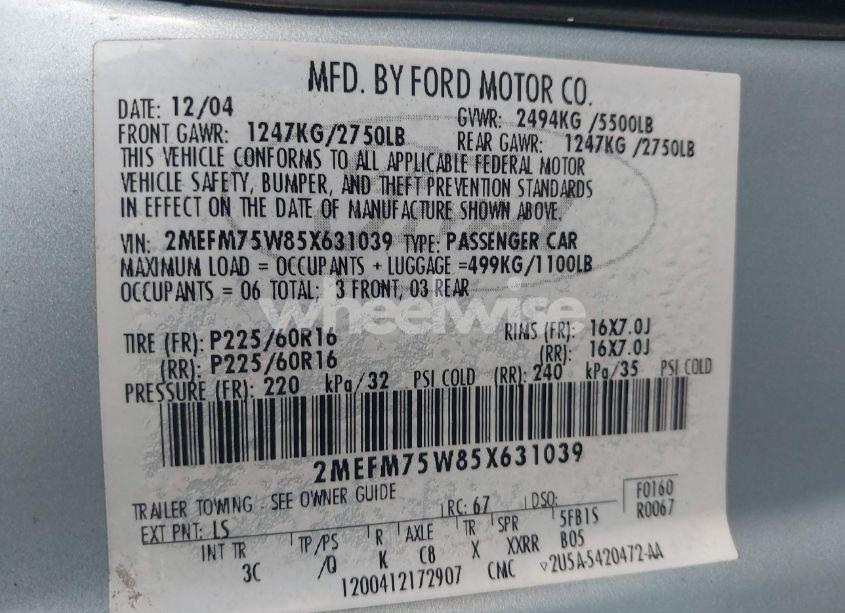 MFD. BY FORD MOTOR CO.
DATE: 12/04 GVWR: 2494KG /5500LB
FRONT GAWR: 1247KG/2750LB REAR GAWR: 1247KG /2750LB
THIS VEHICLE CONFORMS TO ALL APPLICABLE FEDERAL MOTOR
VEHICLE SAFETY, BUMPER, AND THEFT PREVENTION STANDARDS
IN EFFECT ON THE DATE OF MANUFACTURE SHOWN ABOVE.
VIN: 2MEFM75W85X631039 TYPE: PASSENGER CAR
MAXIMUM LOAD = OCCUPANTS + LUGGAGE =499KG/1100LB
OCCUPANTS = 06 TOTAL; 3 FRONT, 03 REAR
wheelwise
TIRE (FR): P225/60R16 RIMS (FR): 16X7.0J
(RR): P225/60R16 (RR): 16X7.0J
PRESSURE (FR): 220 kPa/32 PSI COLD (RR): 240 kPa/35 PSI COLD
2MEFM75W85X631039
TRAILER TOWING - SEE OWNER GUIDE
EXT PNT: LS RC: 67 DSO: F0160
R0067
INT TR TP/PS R AXLE TR SPR 5FB1S
3C /Q K C8 X XXRR B05
1200412172907 CMC ▽2U5A-5420472-AA